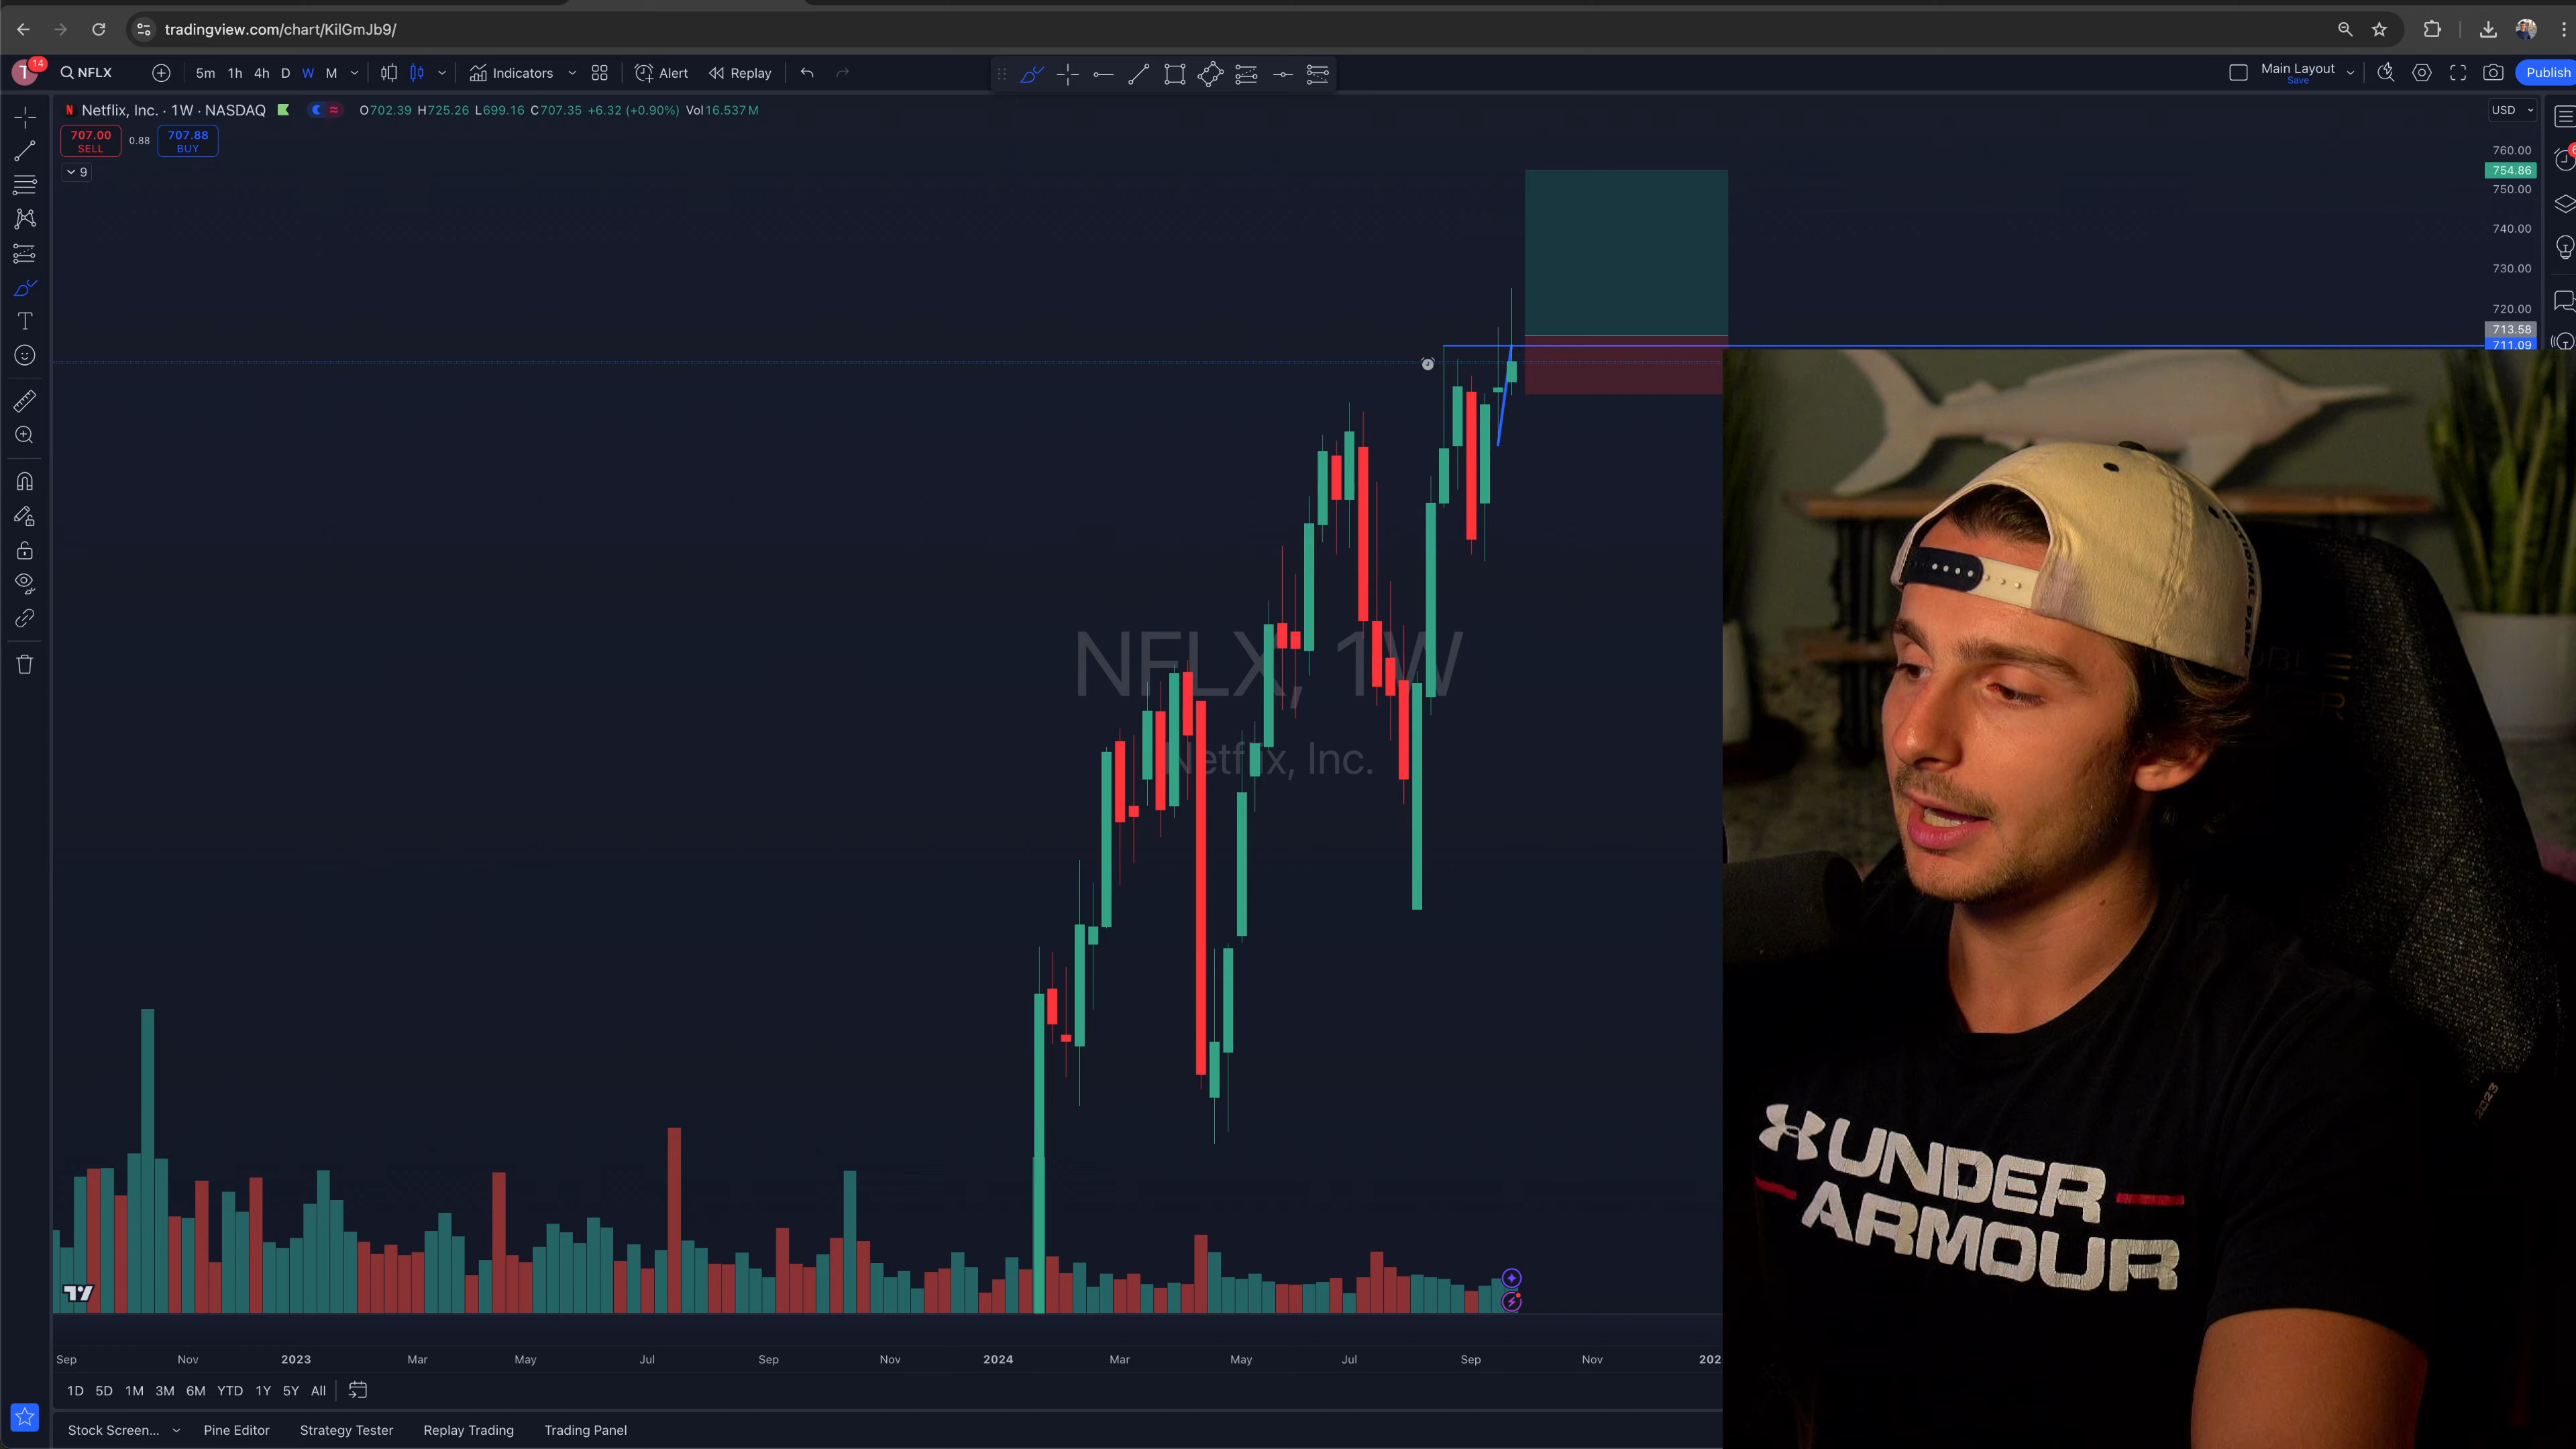 tradingview.com/chart/KilGmJb9/
T 14 NFLX 5m 1h 4h D W M Indicators Alert Replay Main Layout Save Publish
Netflix, Inc. · 1W · NASDAQ O702.39 H725.26 L699.16 C707.35 +6.32 (+0.90%) Vol16.537M USD
707.00 SELL 0.88 707.88 BUY
9
760.00
754.86
750.00
740.00
730.00
720.00
713.58
711.09
NFLX, 1W
Netflix, Inc.
UNDER
ARMOUR
2023
Sep Nov 2023 Mar May Jul Sep Nov 2024 Mar May Jul Sep Nov 202
1D 5D 1M 3M 6M YTD 1Y 5Y All
Stock Screen... Pine Editor Strategy Tester Replay Trading Trading Panel